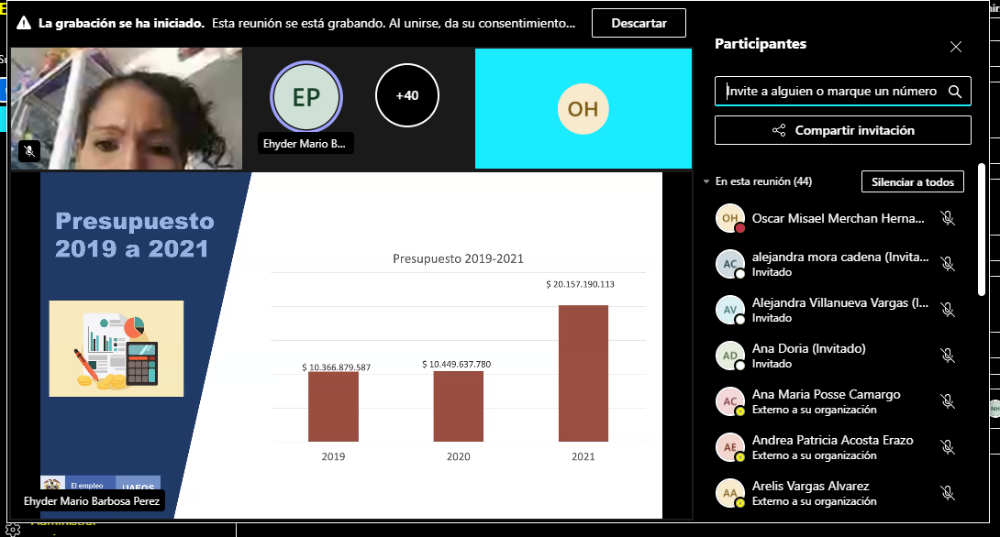 La grabación se ha iniciado. Esta reunión se está grabando. Al unirse, da su consentimiento...
Descartar
EP
Ehyder Mario B...
+40
OH
Participantes
Invite a alguien o marque un número
Compartir invitación
En esta reunión (44)
Silenciar a todos
OH
Oscar Misael Merchan Herna...
AC
alejandra mora cadena (Invita...
Invitado
AV
Alejandra Villanueva Vargas (I...
Invitado
AD
Ana Doria (Invitado)
Invitado
AC
Ana Maria Posse Camargo
Externo a su organización
AE
Andrea Patricia Acosta Erazo
Externo a su organización
AA
Arelis Vargas Alvarez
Externo a su organización
NH
Presupuesto
2019 a 2021
Presupuesto 2019-2021
$ 10.366.879.587
$ 10.449.637.780
$ 20.157.190.113
2019
2020
2021
El empleo
UAEOS
Ehyder Mario Barbosa Perez
Administrar